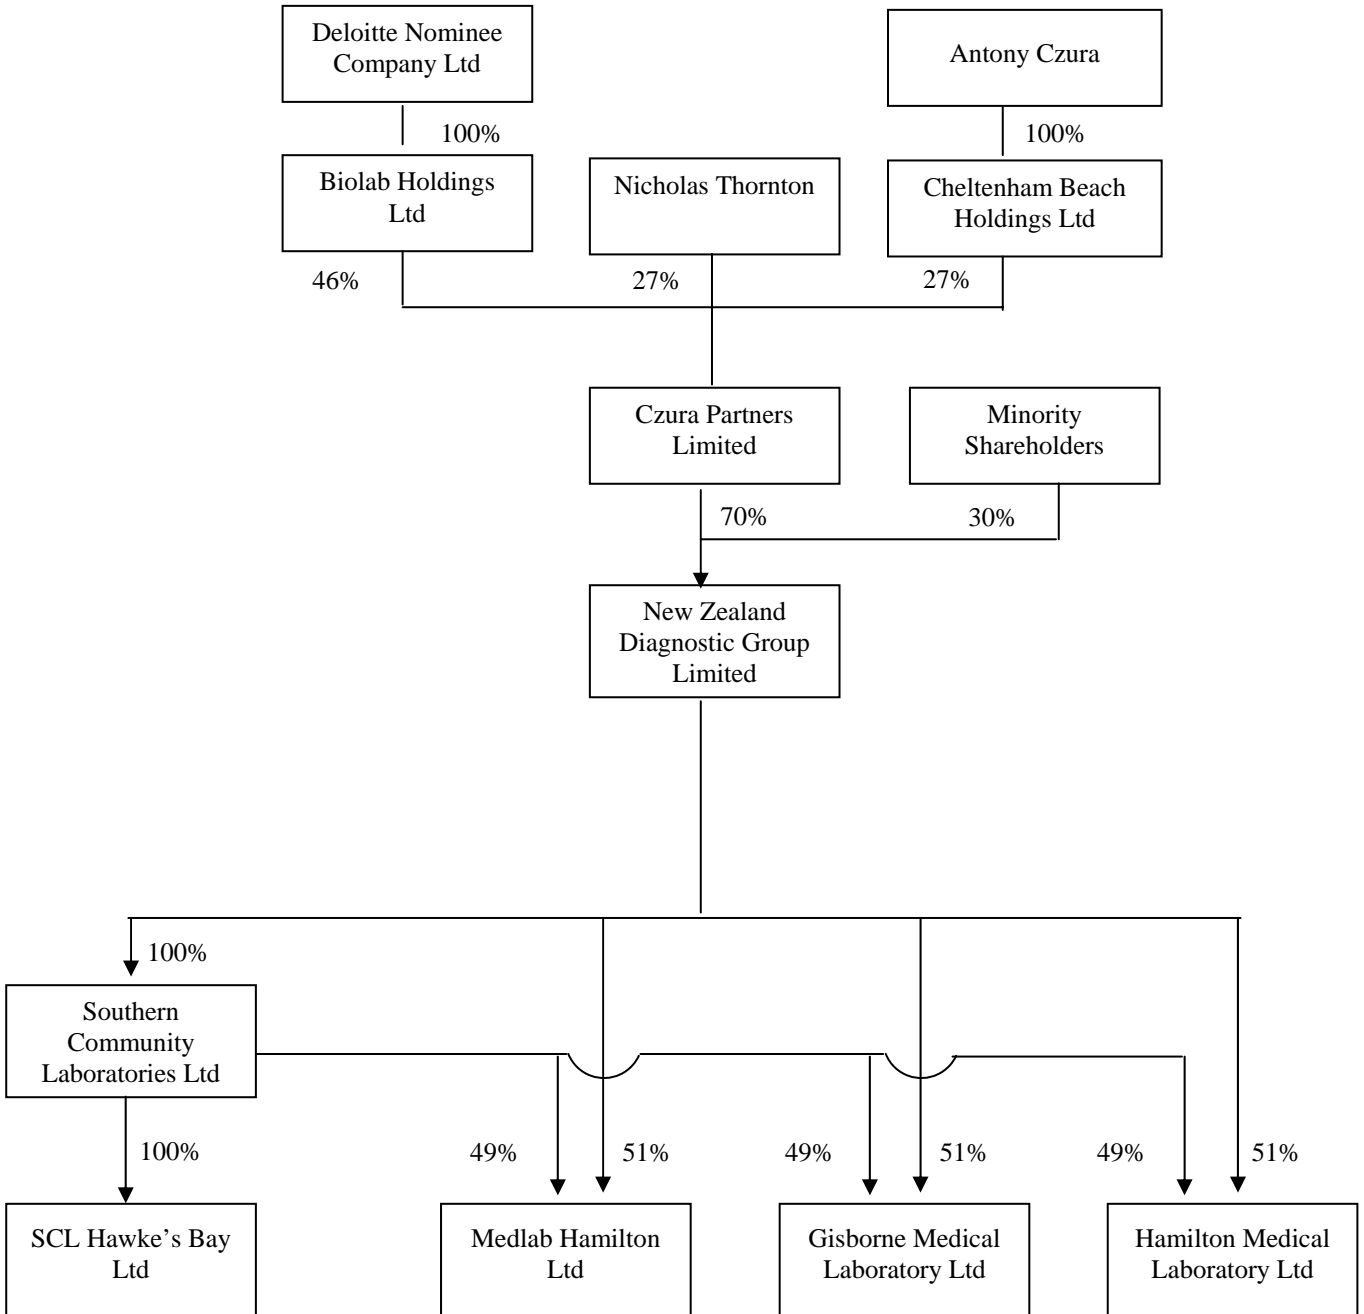 Deloitte Nominee
Company Ltd
Antony Czura
100%
100%
Biolab Holdings
Ltd
Nicholas Thornton
Cheltenham Beach
Holdings Ltd
46%
27%
27%
Czura Partners
Limited
Minority
Shareholders
70%
30%
New Zealand
Diagnostic Group
Limited
100%
Southern
Community
Laboratories Ltd
100%
49%
51%
49%
51%
49%
51%
SCL Hawke’s Bay
Ltd
Medlab Hamilton
Ltd
Gisborne Medical
Laboratory Ltd
Hamilton Medical
Laboratory Ltd